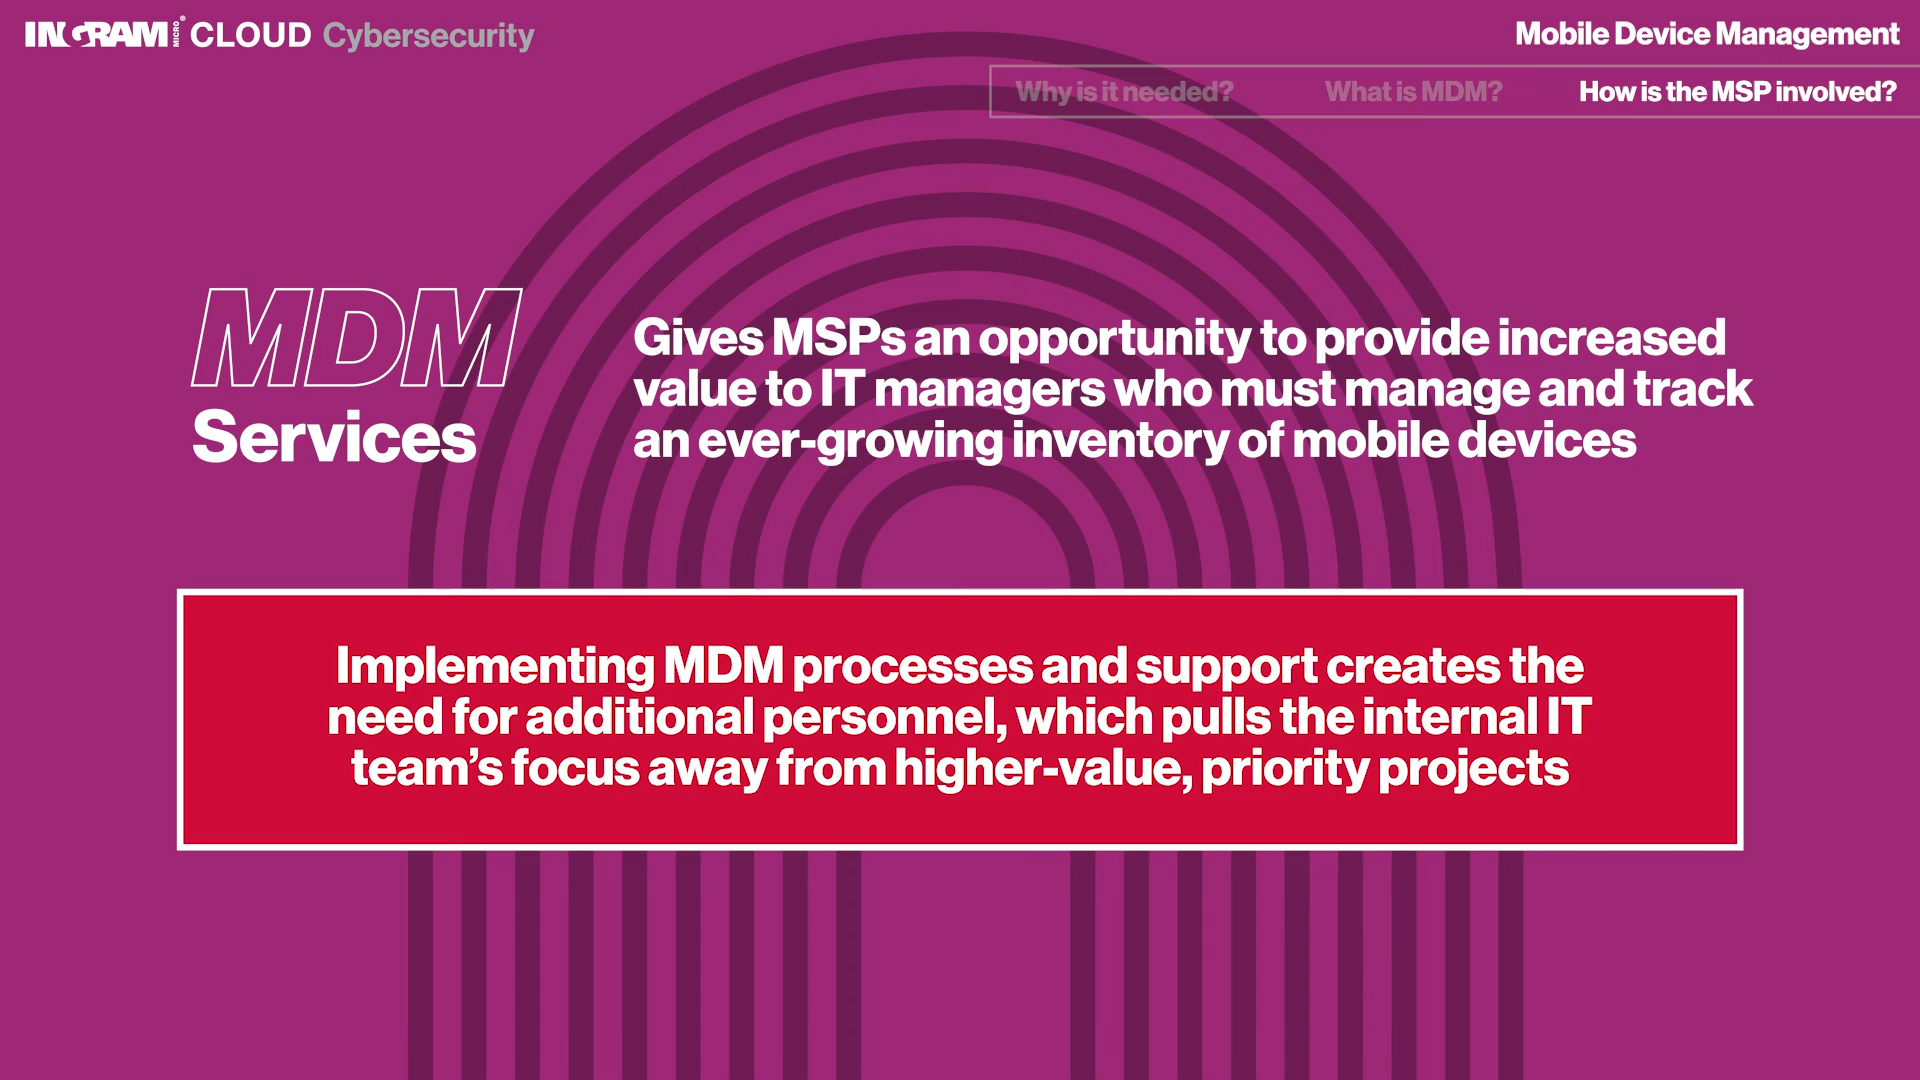 INGRAM MICRO® CLOUD Cybersecurity
Mobile Device Management
Why is it needed? What is MDM? How is the MSP involved?
MDM
Services
Gives MSPs an opportunity to provide increased
value to IT managers who must manage and track
an ever-growing inventory of mobile devices
Implementing MDM processes and support creates the
need for additional personnel, which pulls the internal IT
team’s focus away from higher-value, priority projects